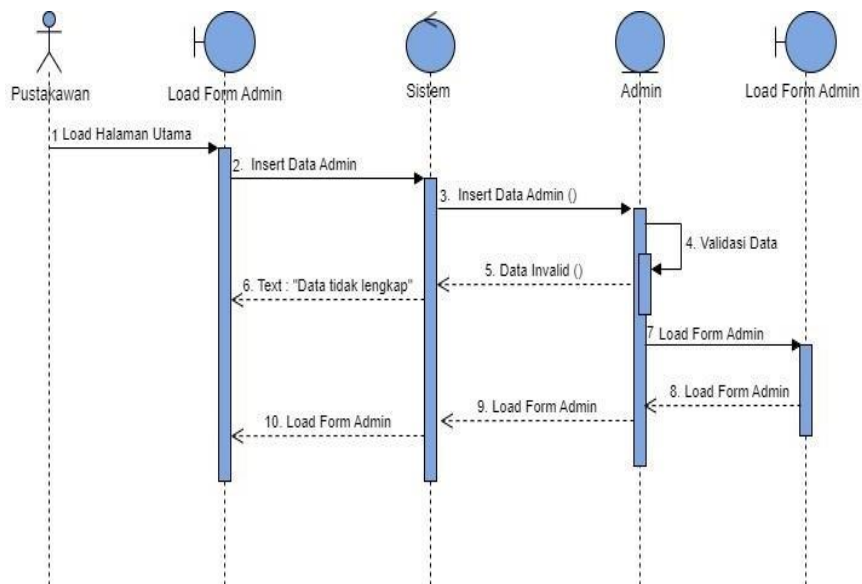 Pustakawan
Load Form Admin
Sistem
Admin
Load Form Admin
1 Load Halaman Utama
2. Insert Data Admin
3. Insert Data Admin ()
4. Validasi Data
5. Data Invalid ()
6. Text : "Data tidak lengkap"
7 Load Form Admin
8. Load Form Admin
9. Load Form Admin
10. Load Form Admin